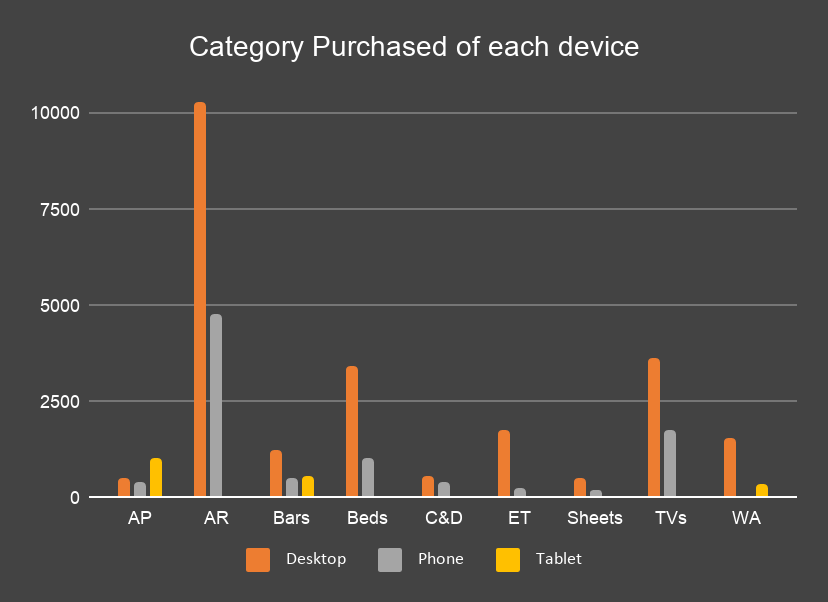 Category Purchased of each device
10000
7500
5000
2500
0
AP AR Bars Beds C&D ET Sheets TVs WA
Desktop Phone Tablet